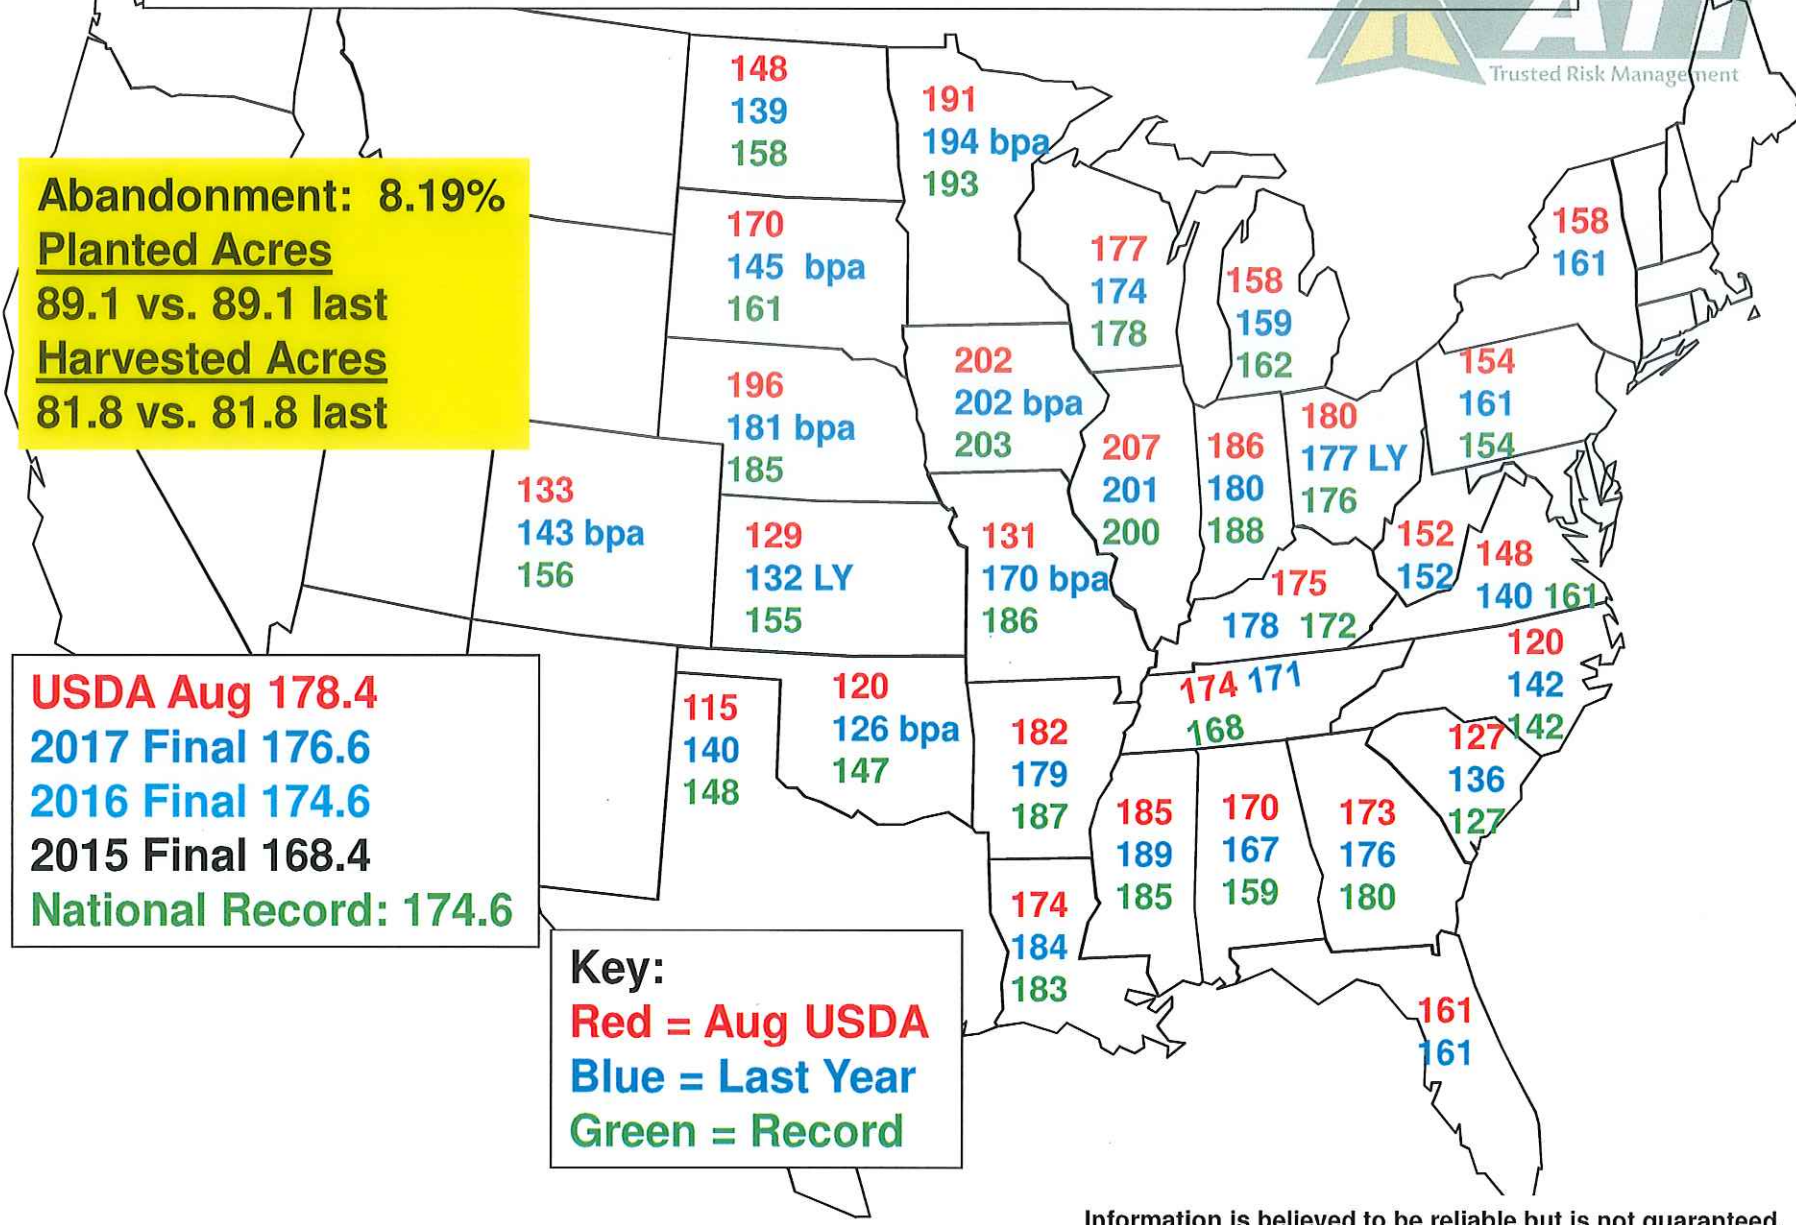 Trusted Risk Management
148
139
158
191
194 bpa
193
Abandonment: 8.19%
Planted Acres
89.1 vs. 89.1 last
Harvested Acres
81.8 vs. 81.8 last
170
145 bpa
161
177
174
178
158
159
162
158
161
196
181 bpa
185
202
202 bpa
203
207
201
200
186
180
188
180
177 LY
176
154
161
154
133
143 bpa
156
129
132 LY
155
131
170 bpa
186
175
178 172
152
152
148
140 161
120
142
142
174 171
168
USDA Aug 178.4
2017 Final 176.6
2016 Final 174.6
2015 Final 168.4
National Record: 174.6
115
140
148
120
126 bpa
147
182
179
187
185
189
185
170
167
159
173
176
180
127
136
127
174
184
183
161
161
Key:
Red = Aug USDA
Blue = Last Year
Green = Record
Information is believed to be reliable but is not guaranteed